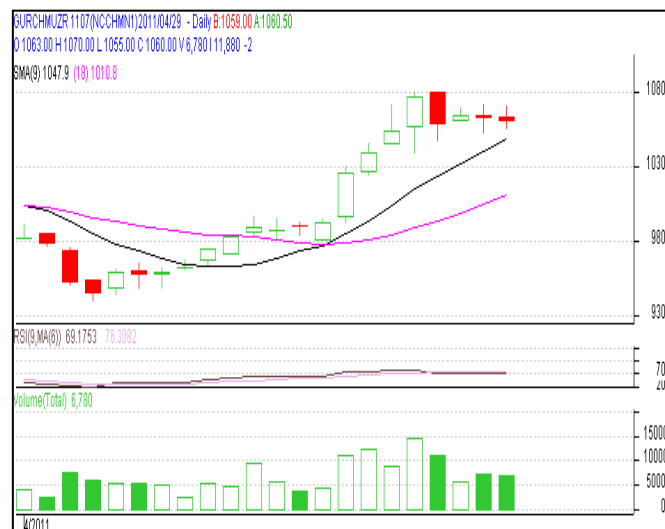 GURCHMUZR 1107(NCCHMN1)2011/04/29 - Daily B:1059.00 A:1060.50
O 1063.00 H 1070.00 L 1055.00 C 1060.00 V 6,780 I 11,880 -2
SMA(9) 1047.9 (18) 1010.8
1080
1030
980
930
RSI(9,MA(6)) 69.1753 76.3082
70
20
Volume(Total) 6,780
15000
10000
5000
0
4/2011